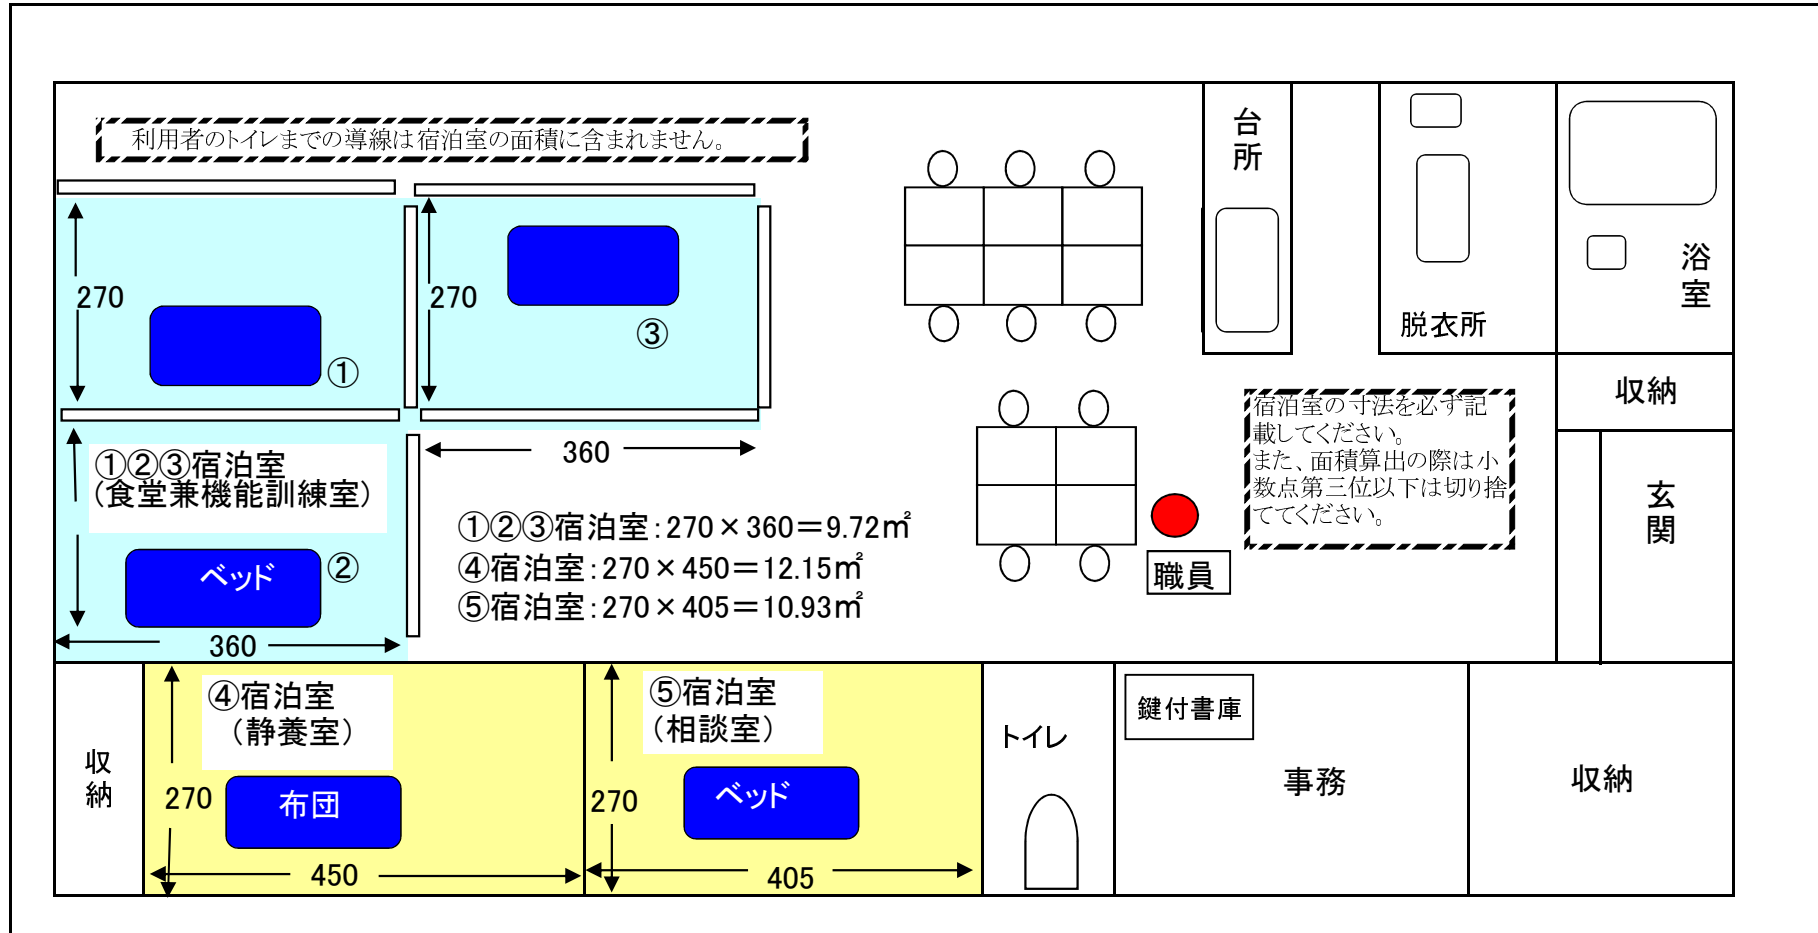 利用者のトイレまでの導線は宿泊室の面積に含まれません。
台所
脱衣所
浴室
収納
玄関
270
①
270
③
360
①②③宿泊室
(食堂兼機能訓練室)
ベッド
②
360
①②③宿泊室:270×360=9.72㎡
④宿泊室:270×450=12.15㎡
⑤宿泊室:270×405=10.93㎡
職員
宿泊室の寸法を必ず記
載してください。
また、面積算出の際は小
数点第三位以下は切り捨
ててください。
収納
④宿泊室
(静養室)
270
布団
450
⑤宿泊室
(相談室)
270
ベッド
405
トイレ
鍵付書庫
事務
収納